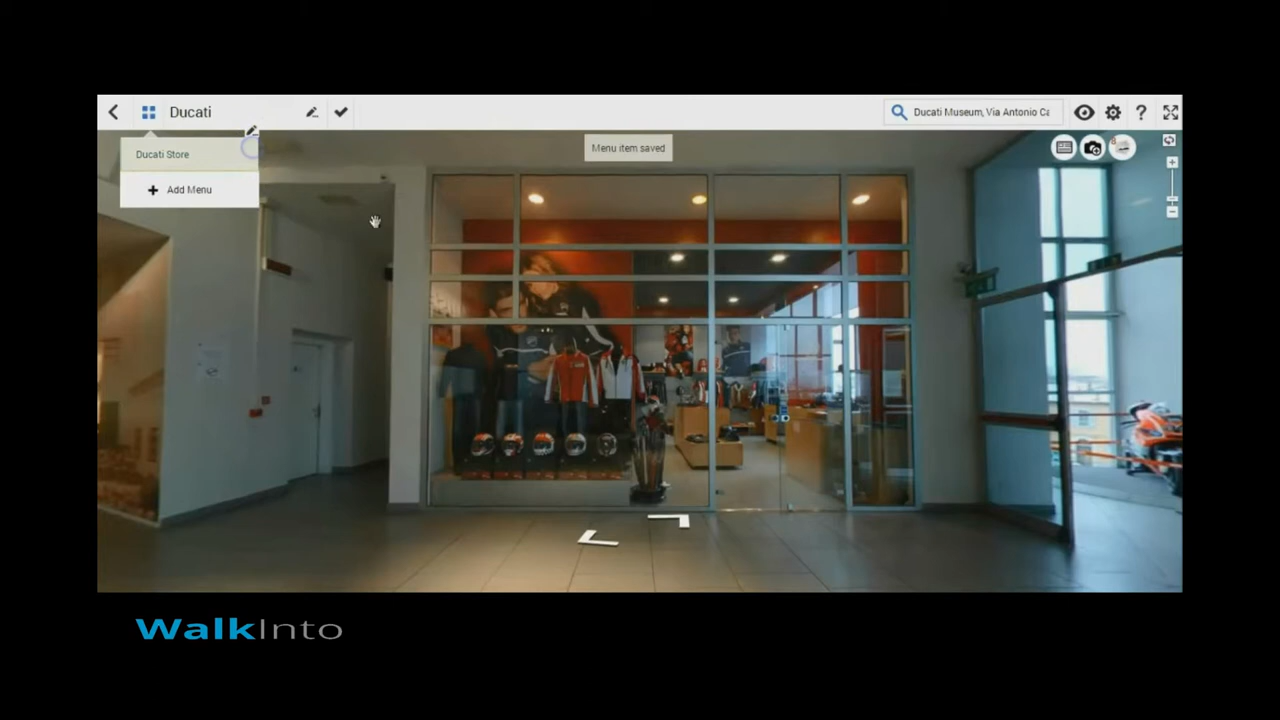 Ducati
Ducati Museum, Via Antonio Ca
Menu item saved
Ducati Store
Add Menu
WalkInto